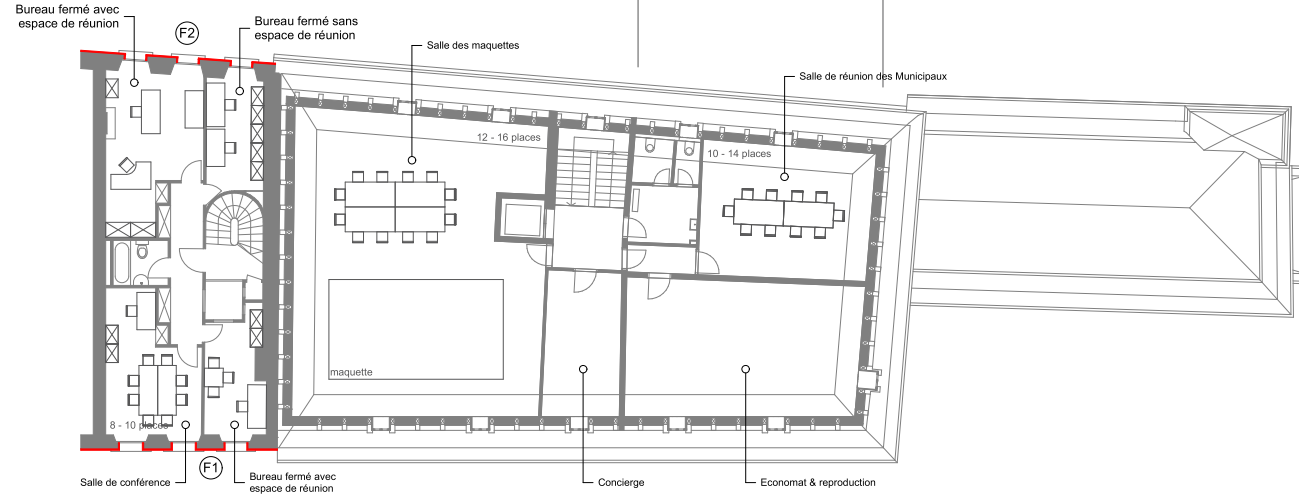 Bureau fermé avec
espace de réunion
F2
Bureau fermé sans
espace de réunion
Salle des maquettes
Salle de réunion des Municipaux
12 - 16 places
10 - 14 places
maquette
8 - 10 places
Salle de conférence
F1
Bureau fermé avec
espace de réunion
Concierge
Economat & reproduction